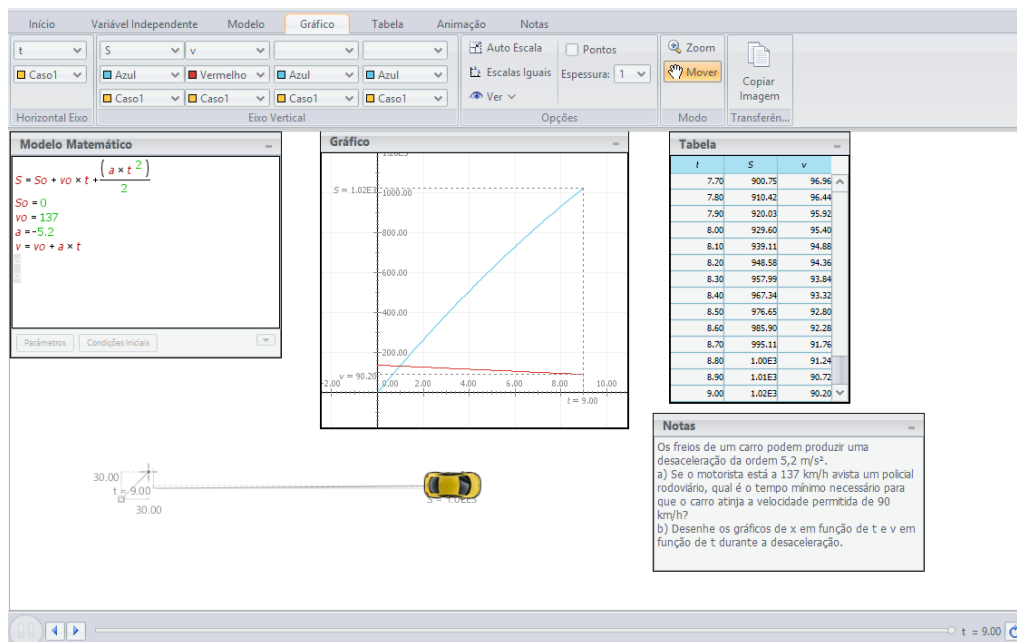 Início Variável Independente Modelo Gráfico Tabela Animação Notas
t S v Auto Escala Pontos Zoom
Caso1 Azul Vermelho Azul Azul Escalas Iguais Espessura: 1 Mover Copiar
Caso1 Caso1 Caso1 Caso1 Ver Imagem
Horizontal Eixo Eixo Vertical Opções Modo Transferên...
Modelo Matemático
S = So + vo × t + ( a × t 2 )
2
So = 0
vo = 137
a = -5.2
v = vo + a × t
Parâmetros Condições Iniciais
Gráfico
1.20E3
S = 1.02E3
1000.00
800.00
600.00
400.00
200.00
v = 90.20
-2.00 0.00 2.00 4.00 6.00 8.00 10.00
t = 9.00
Tabela
t S v
7.70 900.75 96.96
7.80 910.42 96.44
7.90 920.03 95.92
8.00 929.60 95.40
8.10 939.11 94.88
8.20 948.58 94.36
8.30 957.99 93.84
8.40 967.34 93.32
8.50 976.65 92.80
8.60 985.90 92.28
8.70 995.11 91.76
8.80 1.00E3 91.24
8.90 1.01E3 90.72
9.00 1.02E3 90.20
Notas
Os freios de um carro podem produzir uma
desaceleração da ordem 5,2 m/s².
a) Se o motorista está a 137 km/h avista um policial
rodoviário, qual é o tempo mínimo necessário para
que o carro atinja a velocidade permitida de 90
km/h?
b) Desenhe os gráficos de x em função de t e v em
função de t durante a desaceleração.
30.00
t = 9.00
30.00
S = 1.02E3
t = 9.00